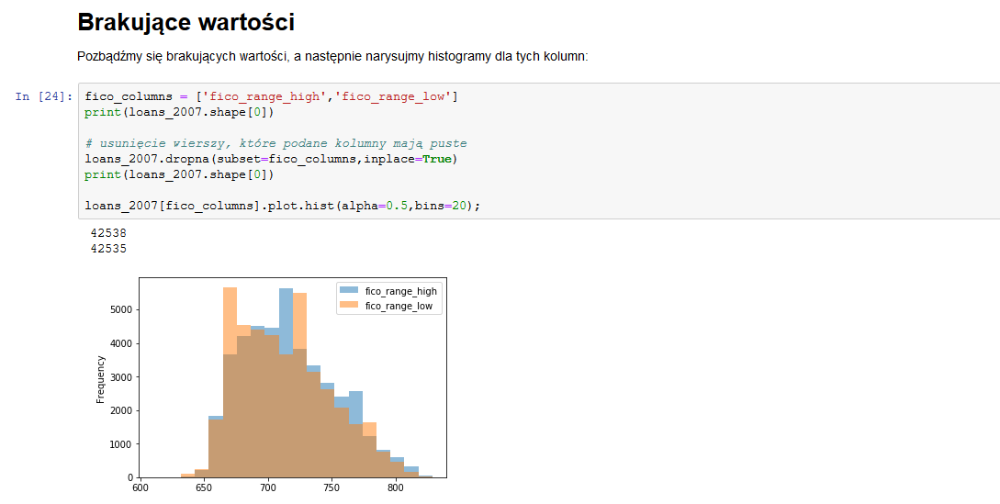 Brakujące wartości
Pozbądźmy się brakujących wartości, a następnie narysujmy histogramy dla tych kolumn:
In [24]: fico_columns = ['fico_range_high','fico_range_low']
print(loans_2007.shape[0])
# usunięcie wierszy, które podane kolumny mają puste
loans_2007.dropna(subset=fico_columns,inplace=True)
print(loans_2007.shape[0])
loans_2007[fico_columns].plot.hist(alpha=0.5,bins=20);
42538
42535
fico_range_high
fico_range_low
5000
4000
3000
2000
1000
0
Frequency
600 650 700 750 800